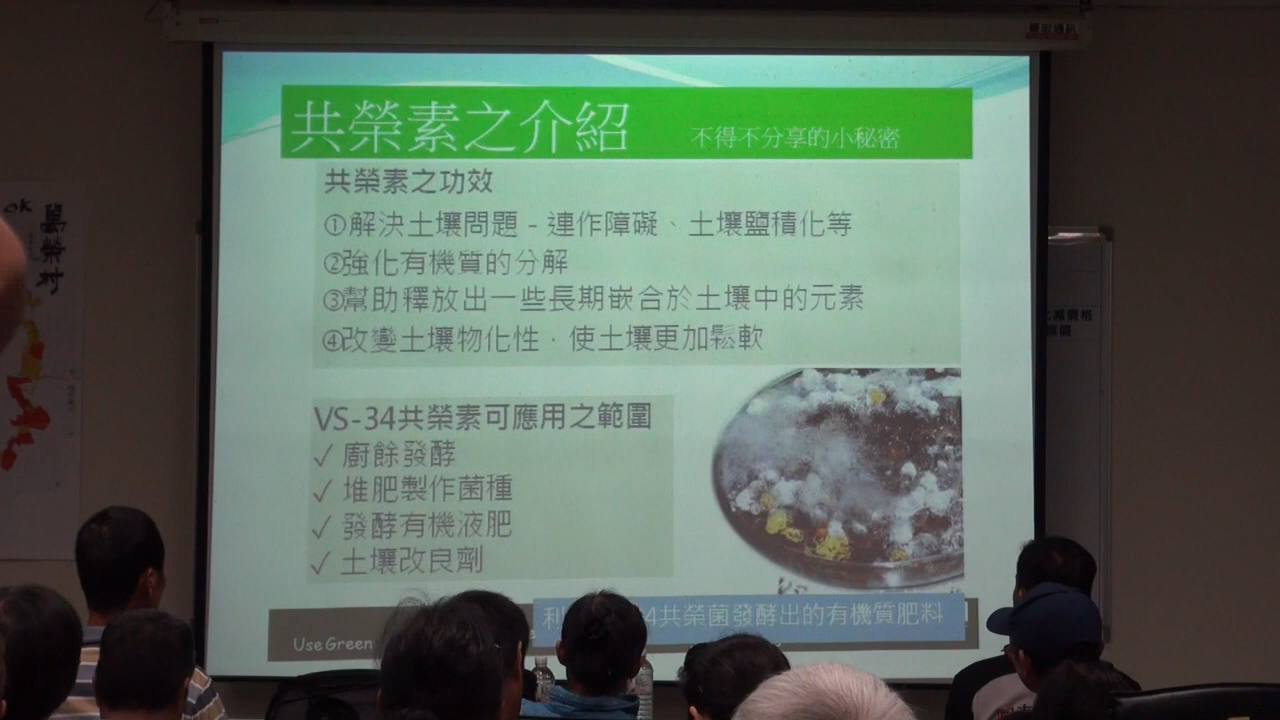 共榮素之介紹
不得不分享的小秘密
共榮素之功效
①解決土壤問題-連作障礙、土壤鹽積化等
②強化有機質的分解
③幫助釋放出一些長期嵌合於土壤中的元素
④改變土壤物化性．使土壤更加鬆軟
VS-34共榮素可應用之範圍
✓ 廚餘發酵
✓ 堆肥製作菌種
✓ 發酵有機液肥
✓ 土壤改良劑
利 4共榮菌發酵出的有機質肥料
Use Green
ok
萬榮村